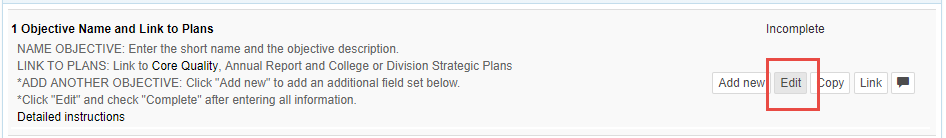 1 Objective Name and Link to Plans
Incomplete
NAME OBJECTIVE: Enter the short name and the objective description.
LINK TO PLANS: Link to Core Quality, Annual Report and College or Division Strategic Plans
*ADD ANOTHER OBJECTIVE: Click "Add new" to add an additional field set below.
Add new Edit Copy Link
*Click "Edit" and check "Complete" after entering all information.
Detailed instructions